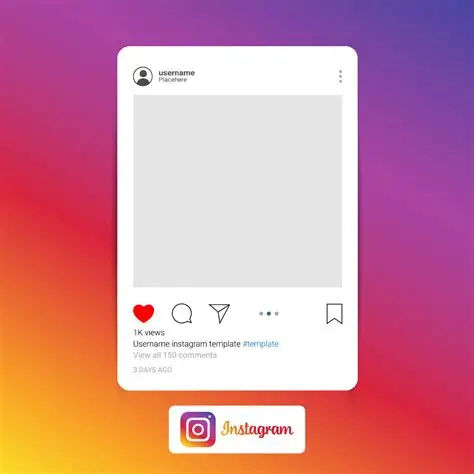 username
Placehere
1K views
Username instagram template #template
View all 150 comments
3 DAYS AGO
Instagram